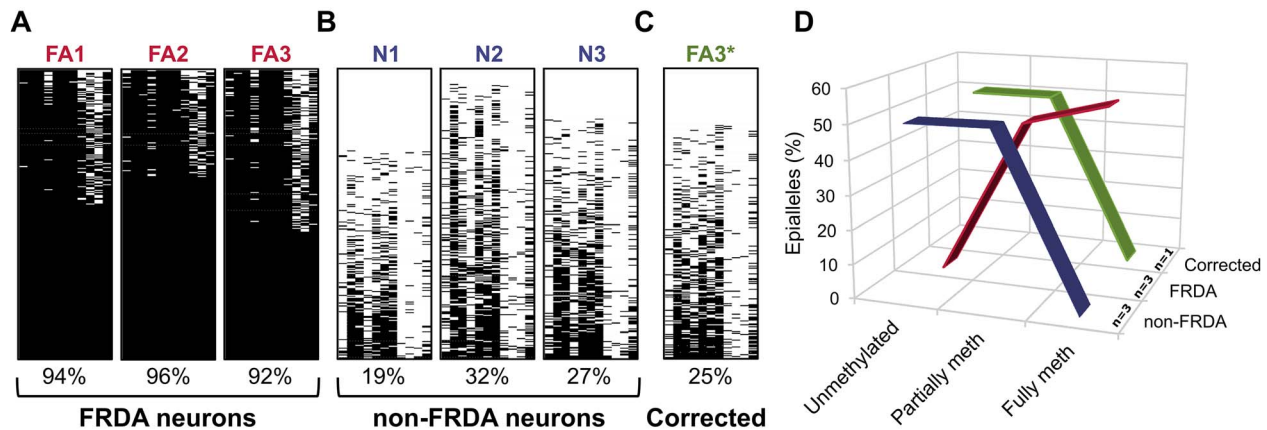 A B C D
FA1 FA2 FA3 N1 N2 N3 FA3*
94% 96% 92% 19% 32% 27% 25%
FRDA neurons non-FRDA neurons Corrected
Epialleles (%)
60
50
40
30
20
10
0
Unmethylated
Partially meth
Fully meth
n=3 n=3 n=1
Corrected
FRDA
non-FRDA